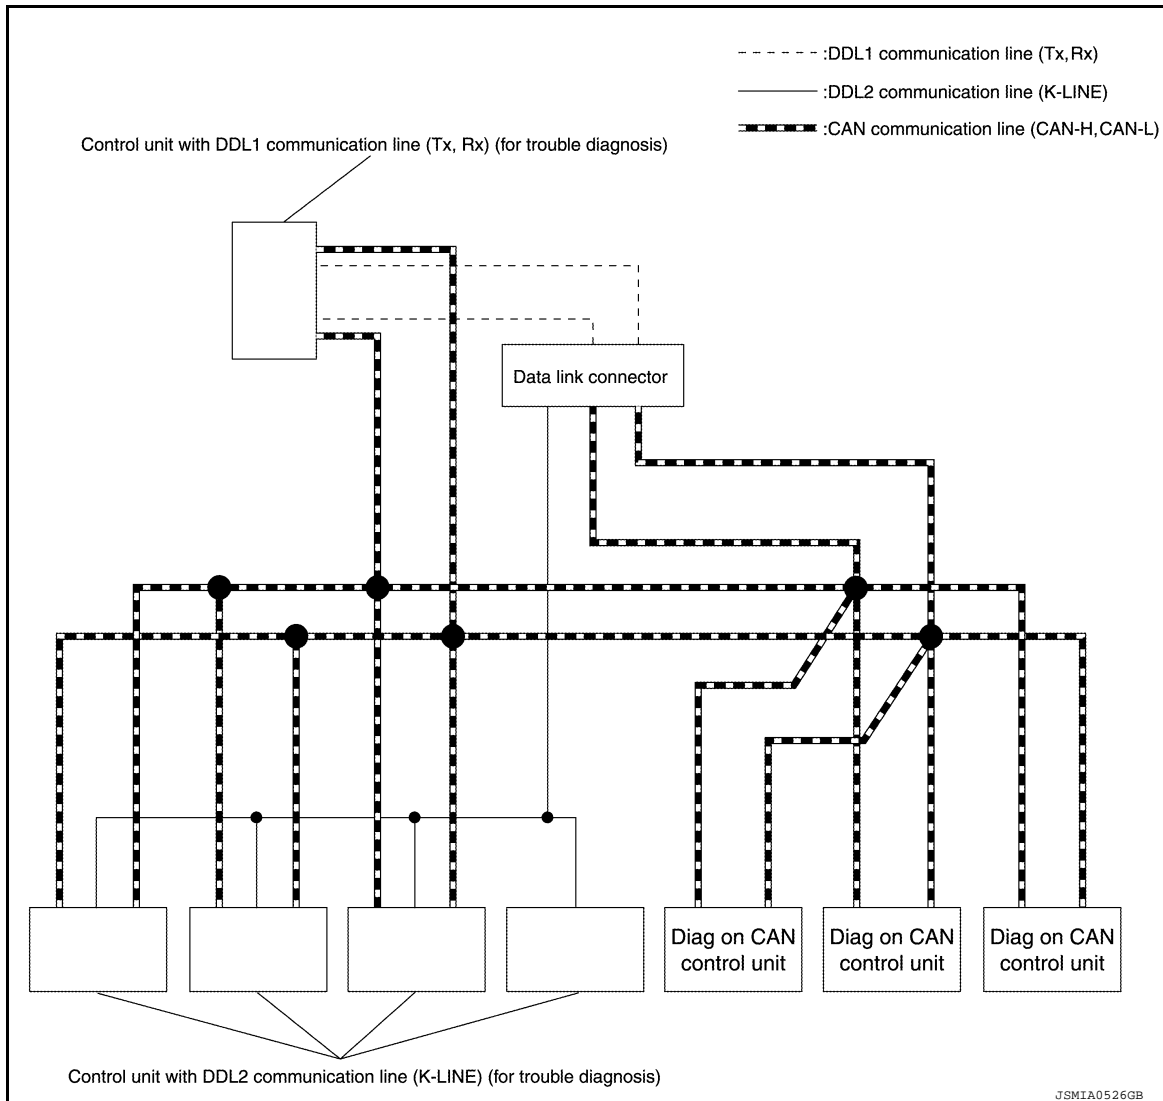 :DDL1 communication line (Tx,Rx)
:DDL2 communication line (K-LINE)
:CAN communication line (CAN-H,CAN-L)
Control unit with DDL1 communication line (Tx, Rx) (for trouble diagnosis)
Data link connector
Diag on CAN
control unit
Diag on CAN
control unit
Diag on CAN
control unit
Control unit with DDL2 communication line (K-LINE) (for trouble diagnosis)
JSMIA0526GB